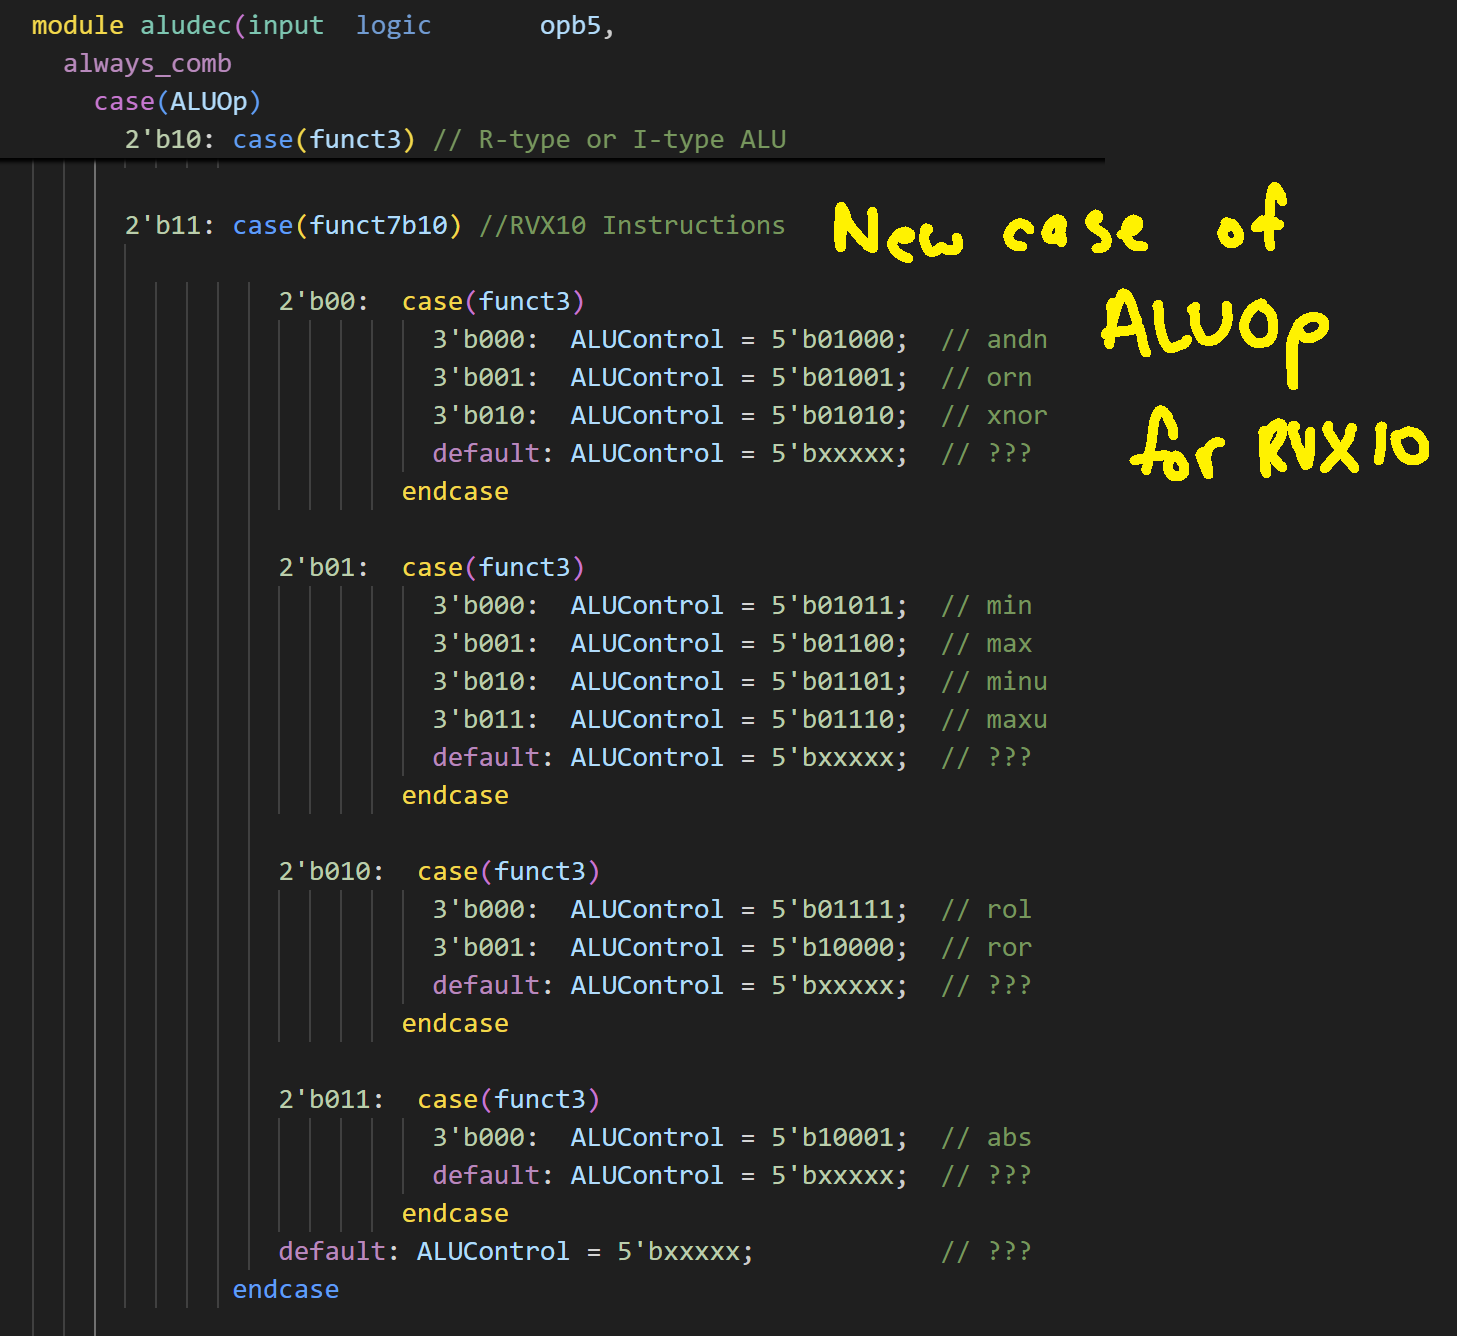 module aludec(input  logic       opb5,
always_comb
case(ALUOp)
2'b10: case(funct3) // R-type or I-type ALU
2'b11: case(funct7b10) //RVX10 Instructions
New case of
ALUOp
for RVX10
2'b00:  case(funct3)
3'b000:  ALUControl = 5'b01000;  // andn
3'b001:  ALUControl = 5'b01001;  // orn
3'b010:  ALUControl = 5'b01010;  // xnor
default: ALUControl = 5'bxxxxx;  // ???
endcase
2'b01:  case(funct3)
3'b000:  ALUControl = 5'b01011;  // min
3'b001:  ALUControl = 5'b01100;  // max
3'b010:  ALUControl = 5'b01101;  // minu
3'b011:  ALUControl = 5'b01110;  // maxu
default: ALUControl = 5'bxxxxx;  // ???
endcase
2'b010:  case(funct3)
3'b000:  ALUControl = 5'b01111;  // rol
3'b001:  ALUControl = 5'b10000;  // ror
default: ALUControl = 5'bxxxxx;  // ???
endcase
2'b011:  case(funct3)
3'b000:  ALUControl = 5'b10001;  // abs
default: ALUControl = 5'bxxxxx;  // ???
endcase
default: ALUControl = 5'bxxxxx;            // ???
endcase